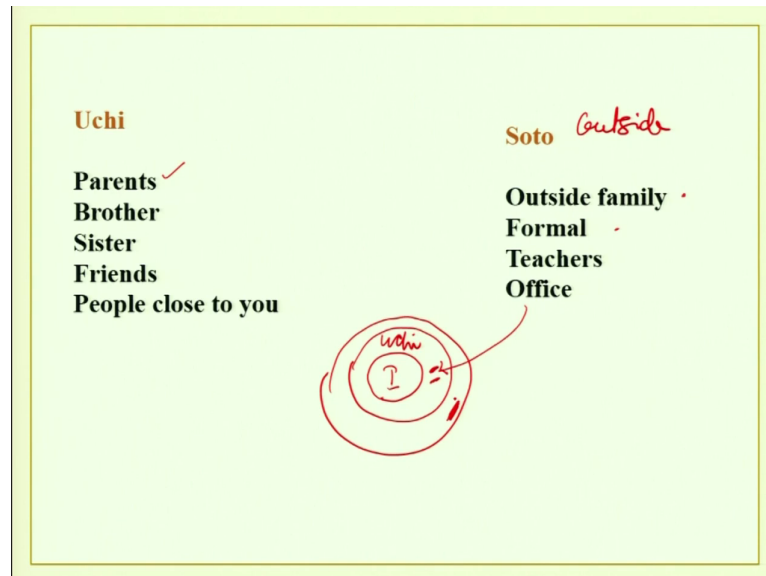 Uchi
Parents
Brother
Sister
Friends
People close to you
Soto outside
Outside family
Formal
Teachers
Office
uchi
I